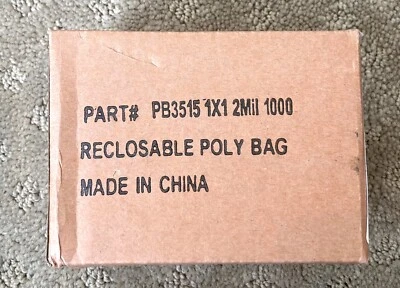 PART# PB3515 1X1 2Mil 1000
RECLOSABLE POLY BAG
MADE IN CHINA